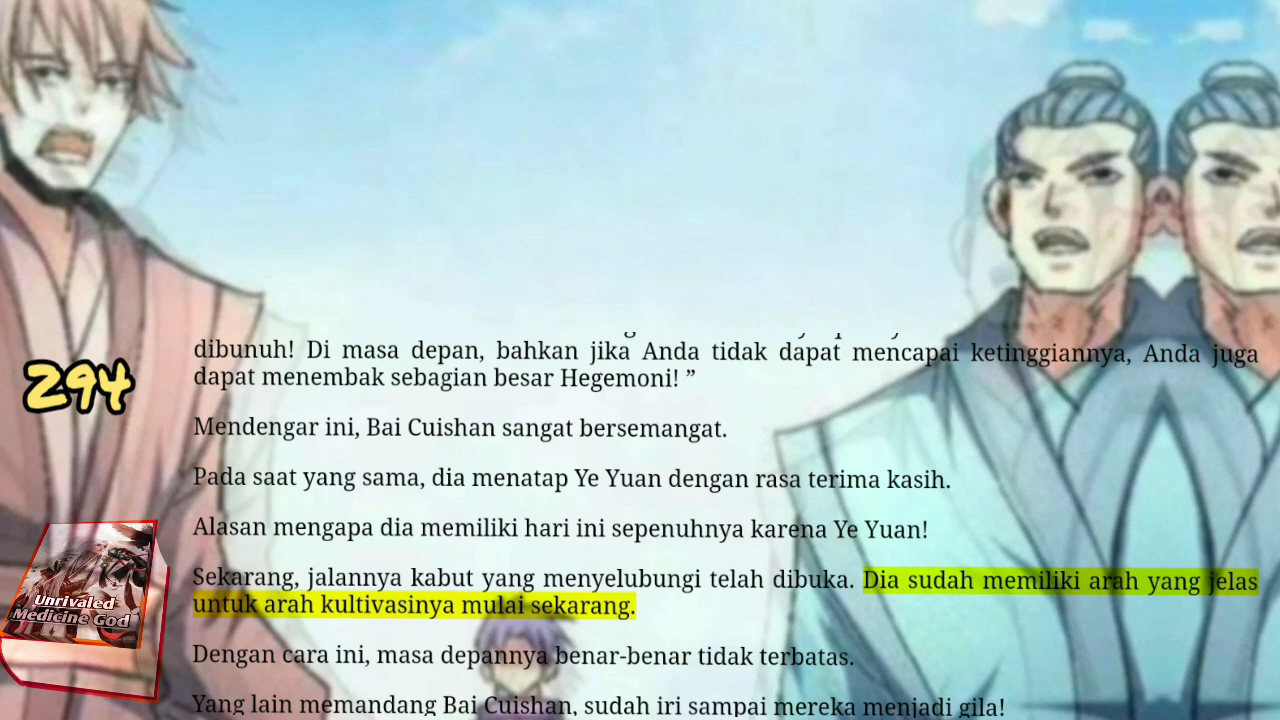 dibunuh! Di masa depan, bahkan jika Anda tidak dapat mencapai ketinggiannya, Anda juga
dapat menembak sebagian besar Hegemoni! ”
294
Mendengar ini, Bai Cuishan sangat bersemangat.
Pada saat yang sama, dia menatap Ye Yuan dengan rasa terima kasih.
Alasan mengapa dia memiliki hari ini sepenuhnya karena Ye Yuan!
Sekarang, jalannya kabut yang menyelubungi telah dibuka. Dia sudah memiliki arah yang jelas
untuk arah kultivasinya mulai sekarang.
Unrivaled
Medicine God
Dengan cara ini, masa depannya benar-benar tidak terbatas.
Yang lain memandang Bai Cuishan, sudah iri sampai mereka menjadi gila!